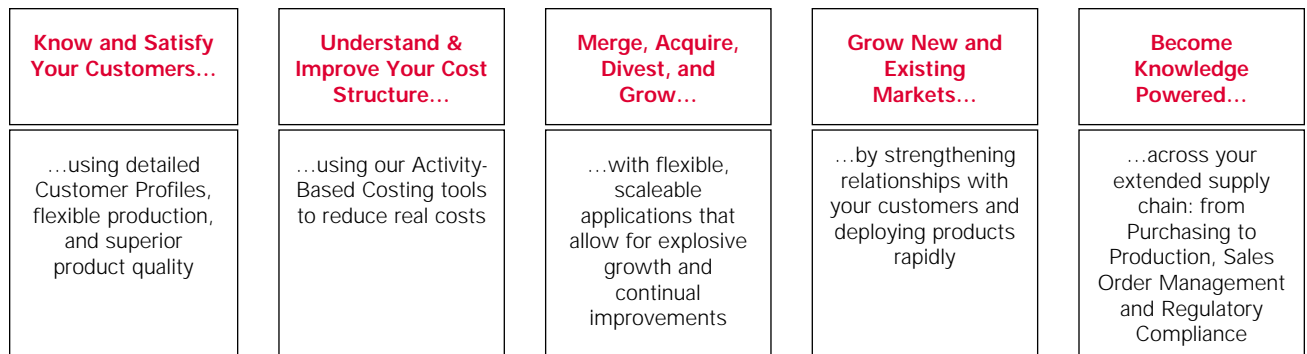 Know and Satisfy
Your Customers…
…using detailed
Customer Profiles,
flexible production,
and superior
product quality
Understand &
Improve Your Cost
Structure…
…using our Activity-
Based Costing tools
to reduce real costs
Merge, Acquire,
Divest, and
Grow…
…with flexible,
scaleable
applications that
allow for explosive
growth and
continual
improvements
Grow New and
Existing
Markets…
…by strengthening
relationships with
your customers and
deploying products
rapidly
Become
Knowledge
Powered…
…across your
extended supply
chain: from
Purchasing to
Production, Sales
Order Management
and Regulatory
Compliance